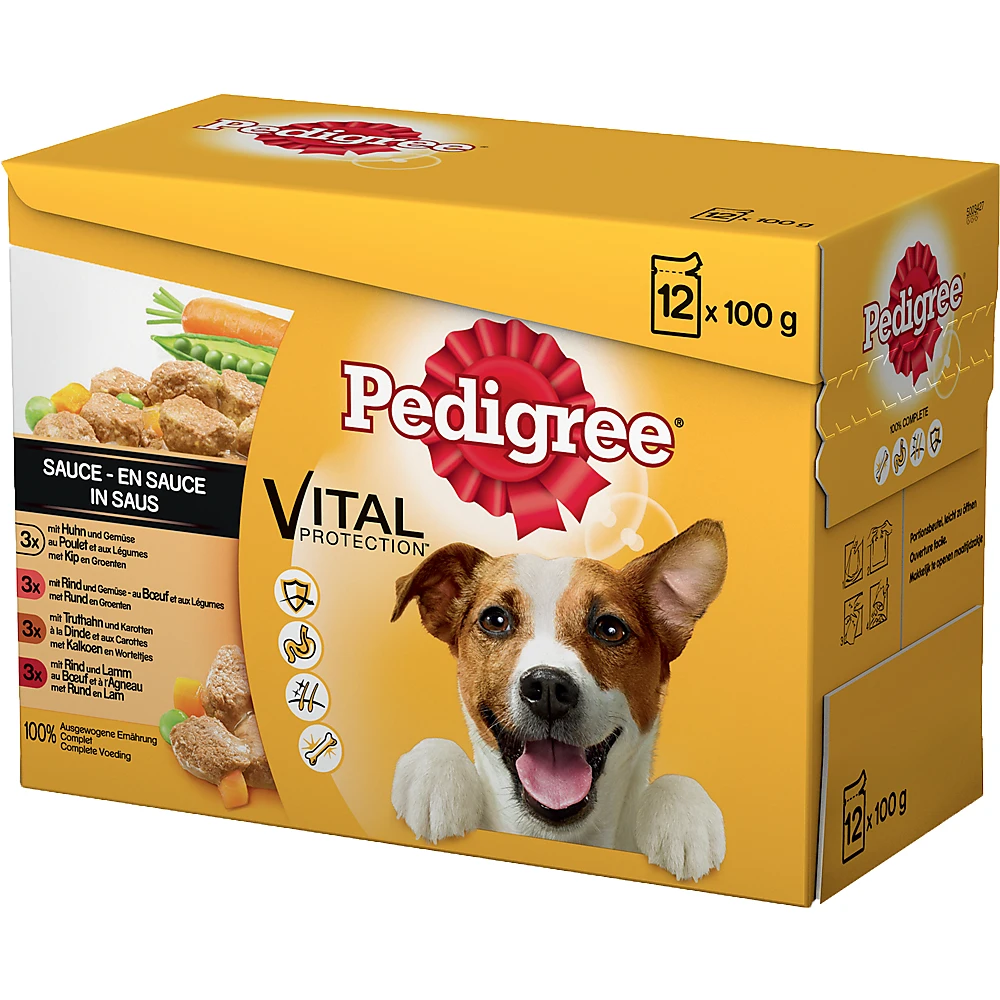 Pedigree
12 x 100 g
5003427
12 x 100 g
Pedigree®
VITAL
PROTECTION™
SAUCE - EN SAUCE
IN SAUS
3x
mit Huhn und Gemüse
au Poulet et aux Légumes
met Kip en Groenten
3x
mit Rind und Gemüse - au Bœuf et aux Légumes
met Rund en Groenten
3x
mit Truthahn und Karotten
à la Dinde et aux Carottes
met Kalkoen en Worteltjes
3x
mit Rind und Lamm
au Bœuf et à l'Agneau
met Rund en Lam
100% Ausgewogene Ernährung
Complet
Complete Voeding
Pedigree
100% COMPLETE
Portionsbeutel, leicht zu öffnen
Ouverture facile.
Makkelijk te openen maaltijdzakje
12 x 100 g